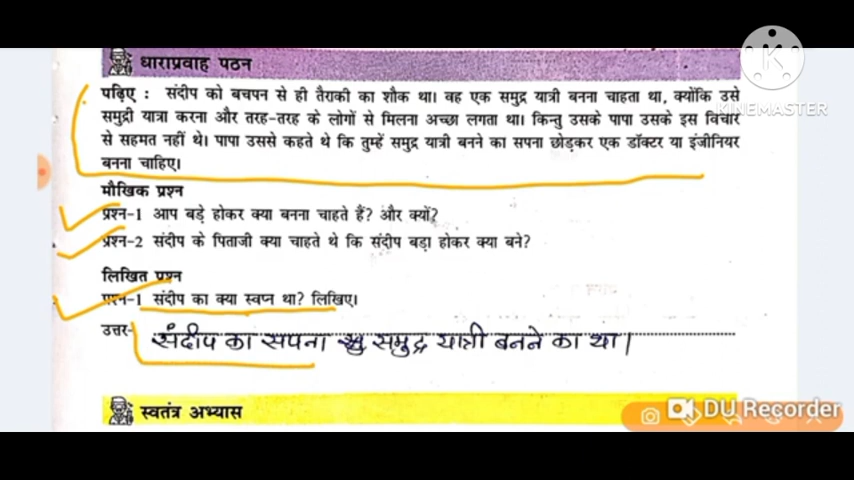 धाराप्रवाह पठन
K
KINEMASTER
पढ़िए : संदीप को बचपन से ही तैराकी का शौक था। वह एक समुद्र यात्री बनना चाहता था, क्योंकि उसे
समुद्री यात्रा करना और तरह-तरह के लोगों से मिलना अच्छा लगता था। किन्तु उसके पापा उसके इस विचार
से सहमत नहीं थे। पापा उससे कहते थे कि तुम्हें समुद्र यात्री बनने का सपना छोड़कर एक डॉक्टर या इंजीनियर
बनना चाहिए।
मौखिक प्रश्न
प्रश्न-1 आप बड़े होकर क्या बनना चाहते हैं? और क्यों?
प्रश्न-2 संदीप के पिताजी क्या चाहते थे कि संदीप बड़ा होकर क्या बने?
लिखित प्रश्न
प्रश्न-1 संदीप का क्या स्वप्न था? लिखिए।
उत्तर- संदीप का सपना समुद्र यात्री बनने का था।
स्वतंत्र अभ्यास
DU Recorder